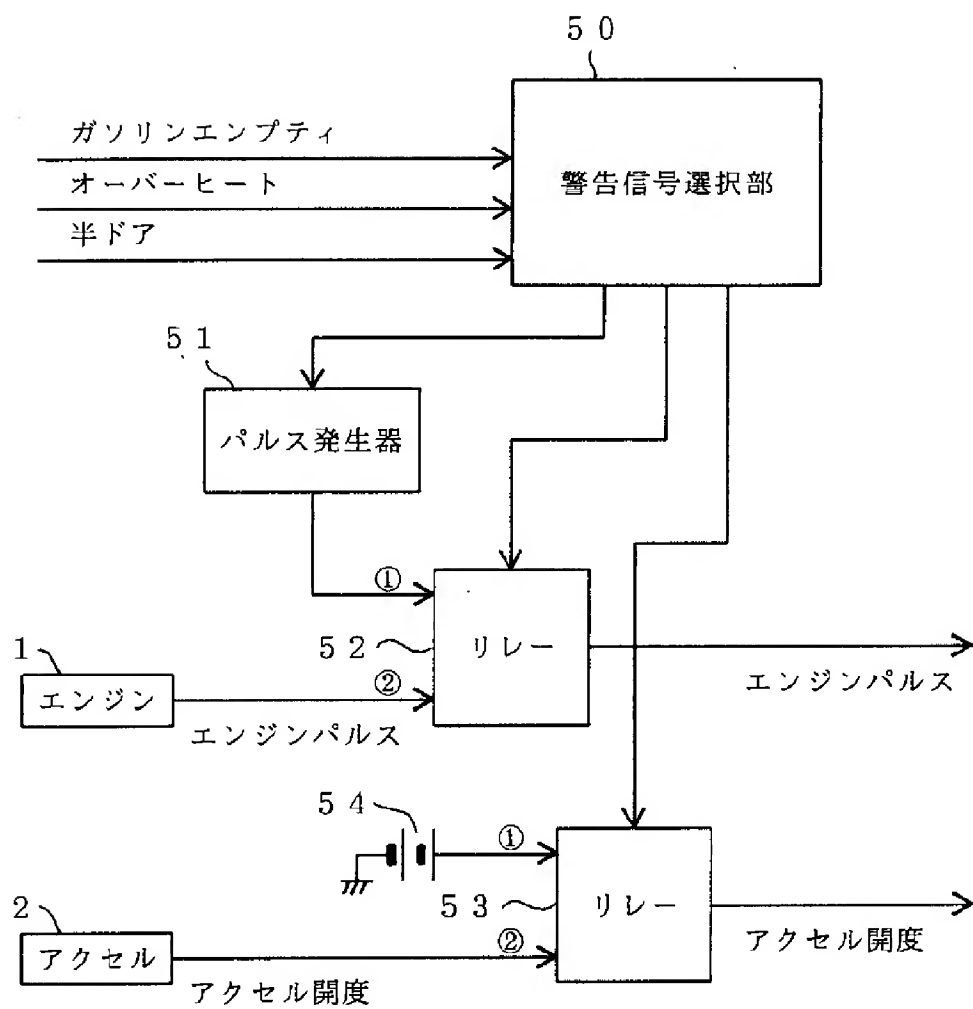 ５０
ガソリンエンプティ
オーバーヒート
半ドア
警告信号選択部
５１
パルス発生器
①
５２
リレー
1
②
エンジン
エンジンパルス
エンジンパルス
５４
①
５３
リレー
2
②
アクセル
アクセル開度
アクセル開度